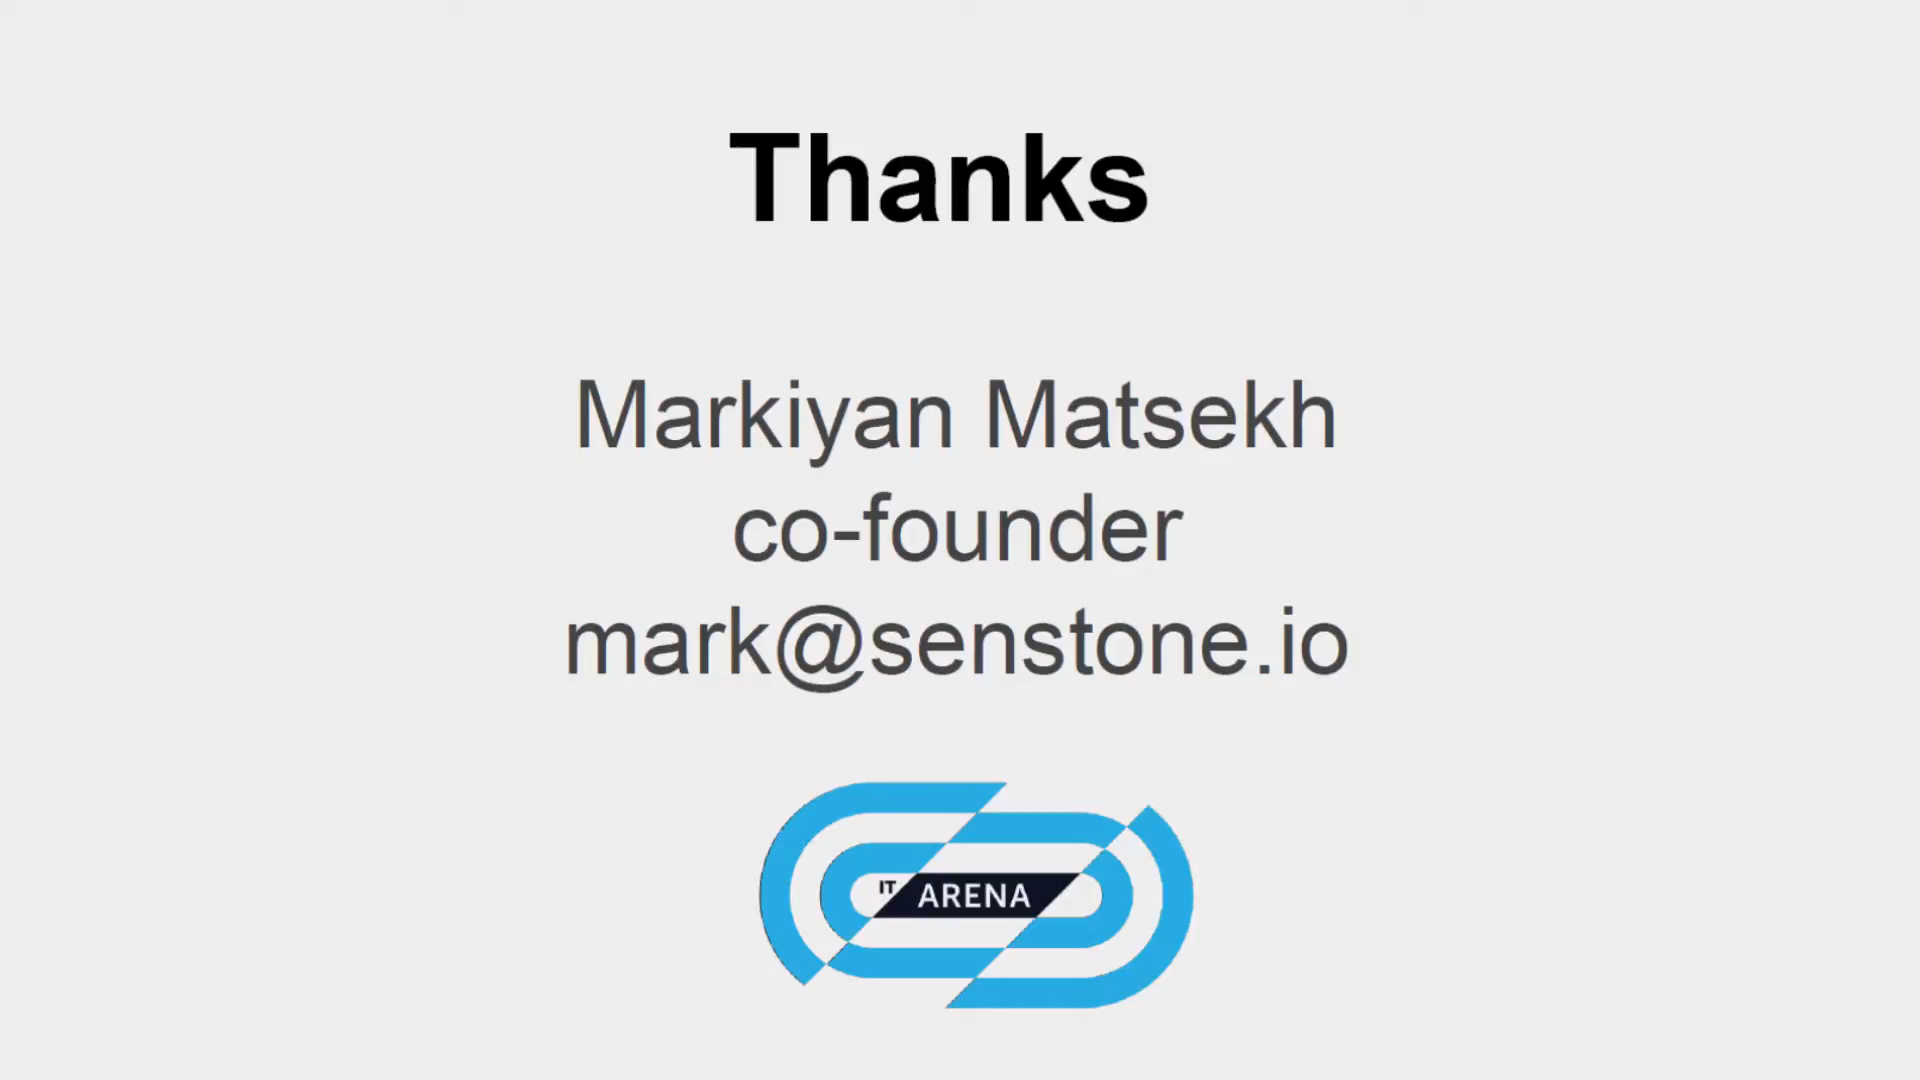 Thanks
Markiyan Matsekh
co-founder
mark@senstone.io
IT ARENA